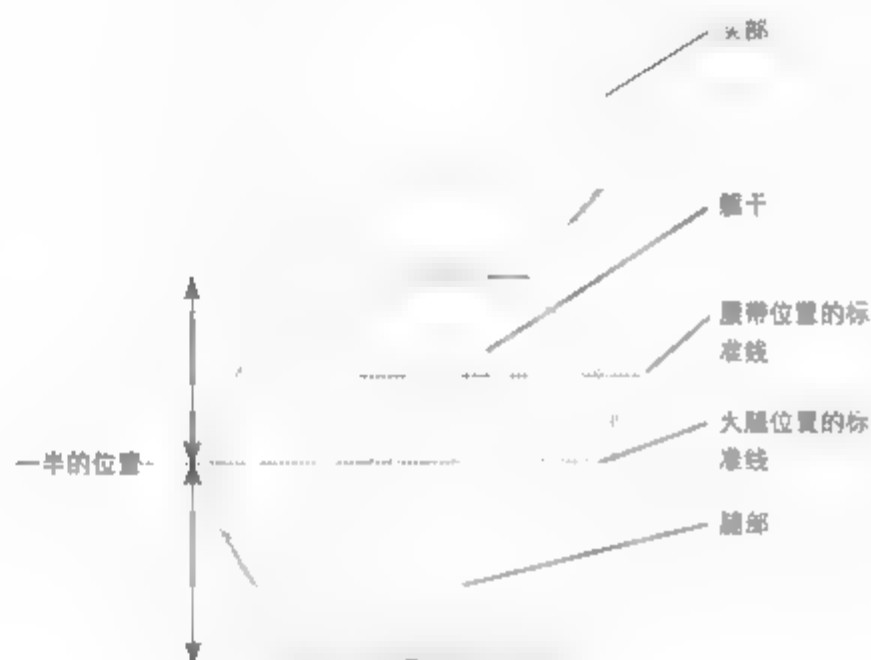 头部
躯干
腰带位置的标
准线
大腿位置的标
准线
一半的位置
腿部